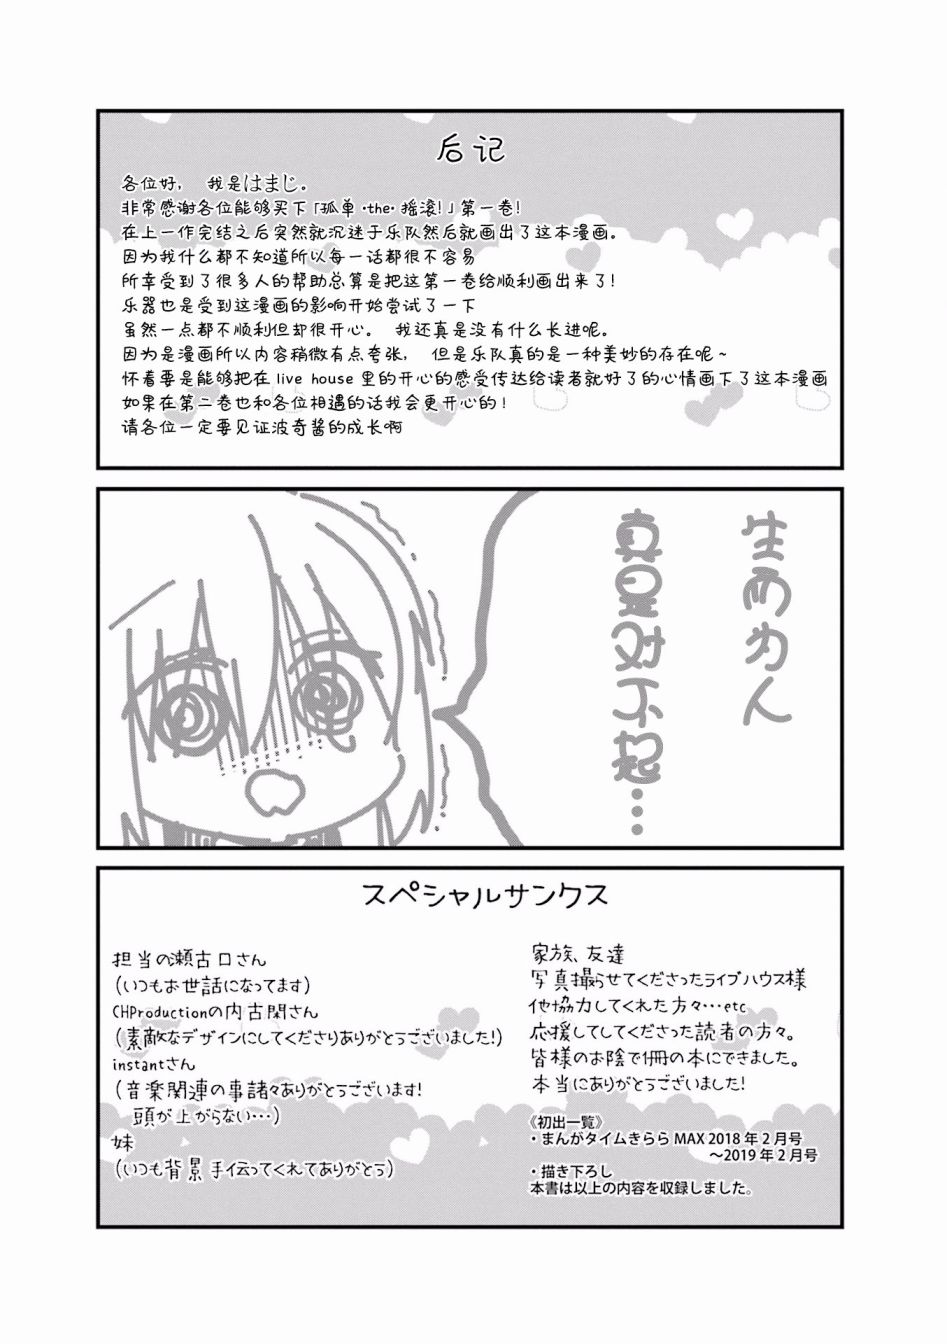 后记
各位好， 我是はまじ。
非常感谢各位能够买下「孤单·the·摇滚!」第一卷!
在上一作完结之后突然就沉迷于乐队然后就画出了这本漫画。
因为我什么都不知道所以每一话都很不容易
所幸受到了很多人的帮助总算是把这第一卷给顺利画出来了!
乐器也是受到这漫画的影响开始尝试了一下
虽然一点都不顺利但却很开心。 我还真是没有什么长进呢。
因为是漫画所以内容稍微有点夸张， 但是乐队真的是一种美妙的存在呢~
怀着要是能够把在 live house 里的开心的感受传达给读者就好了的心情画下了这本漫画
如果在第二卷也和各位相遇的话我会更开心的!
请各位一定要见证波奇酱的成长啊
生而为人
真是对不起…
スペシャルサンクス
担当の瀬古口さん
(いつもお世話になってます)
CHProductionの内古閑さん
(素敵なデザインにしてくださりありがとうございました!)
instantさん
(音楽関連の事諸々ありがとうございます!
頭が上がらない…)
妹
(いつも背景手伝ってくれてありがとう)
家族、友達
写真撮らせてくださったライブハウス様
他協力してくれた方々…etc
応援してしてくださった読者の方々。
皆様のお陰で冊の本にできました。
本当にありがとうございました!
《初出一覧》
・まんがタイムきらら MAX 2018 年 2 月号
～2019 年 2 月号
・描き下ろし
本書は以上の内容を収録しました。